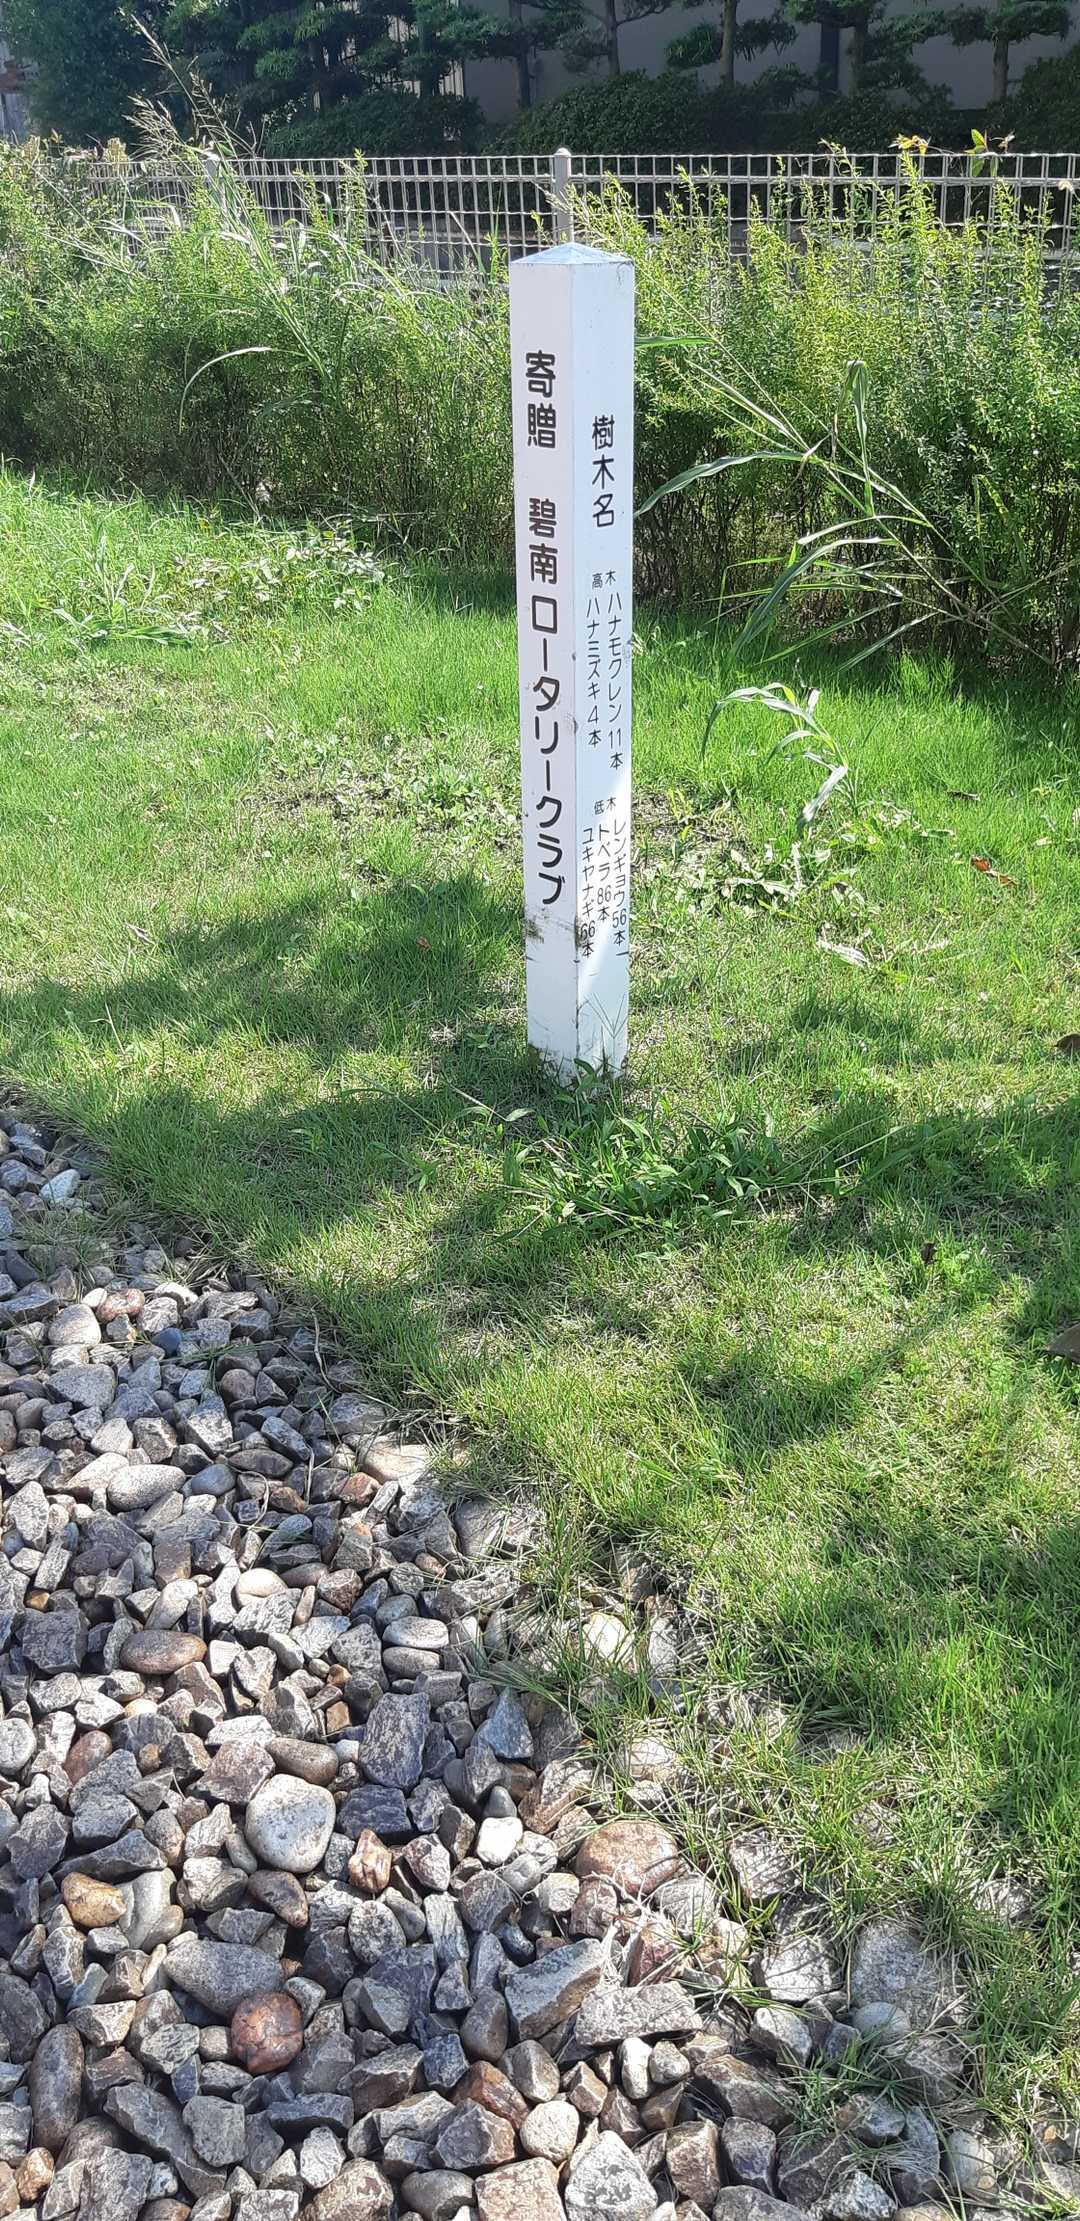 寄贈 碧南ロータリークラブ
樹木名
高木
ハナモクレン11本
ハナミズキ4本
低木
レンギョウ56本
トベラ86本
ユキヤナギ66本